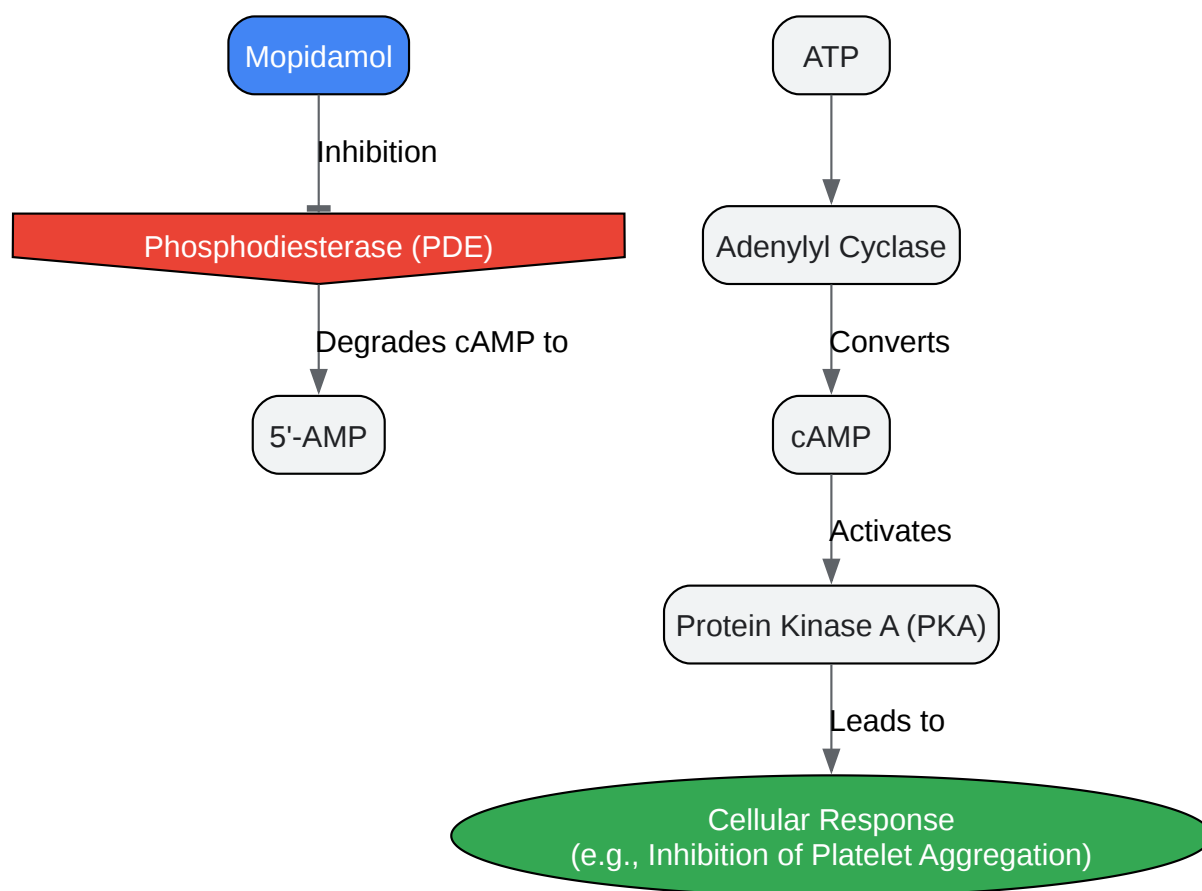 Mopidamol
ATP
Inhibition
Phosphodiesterase (PDE)
Adenylyl Cyclase
Degrades cAMP to
Converts
5'-AMP
cAMP
Activates
Protein Kinase A (PKA)
Leads to
Cellular Response
(e.g., Inhibition of Platelet Aggregation)